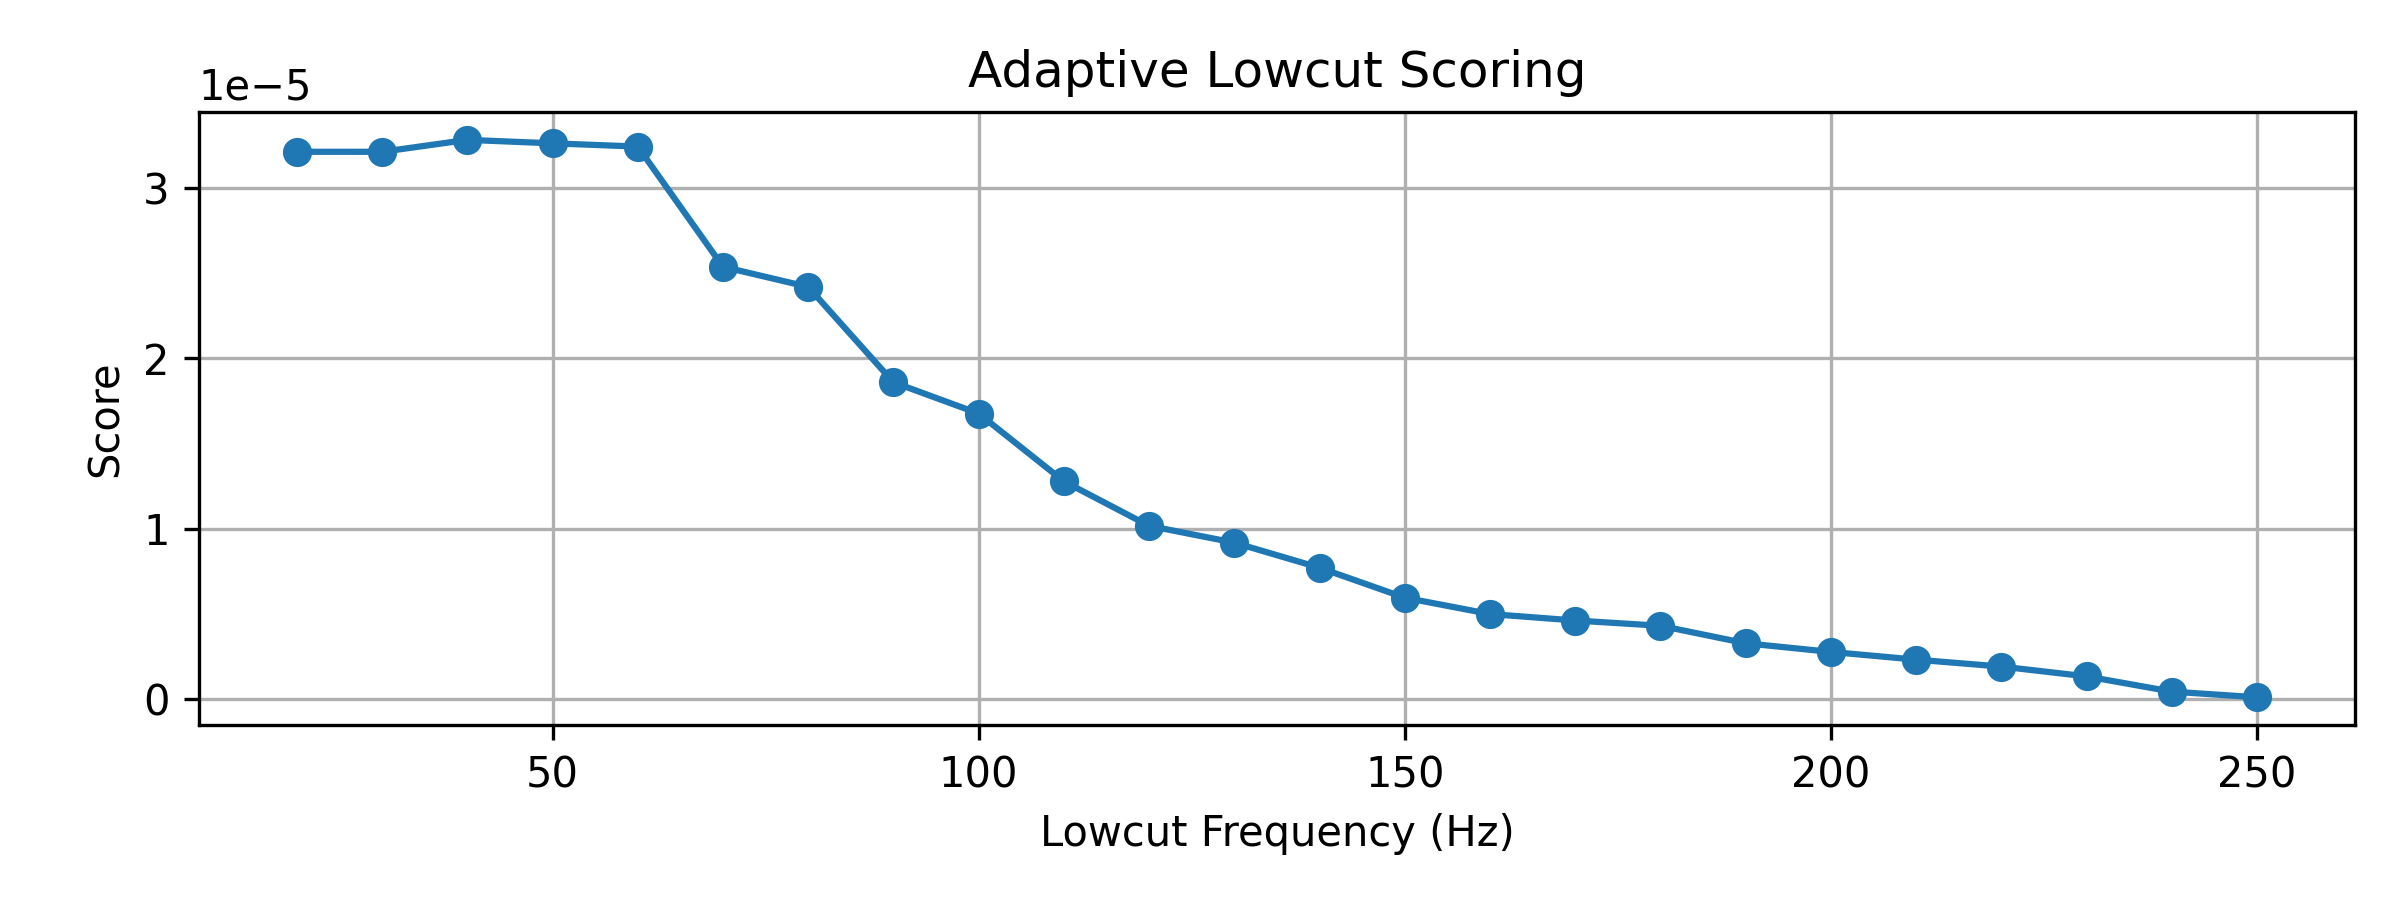 Adaptive Lowcut Scoring
1e−5
3
2
1
0
Score
50 100 150 200 250
Lowcut Frequency (Hz)